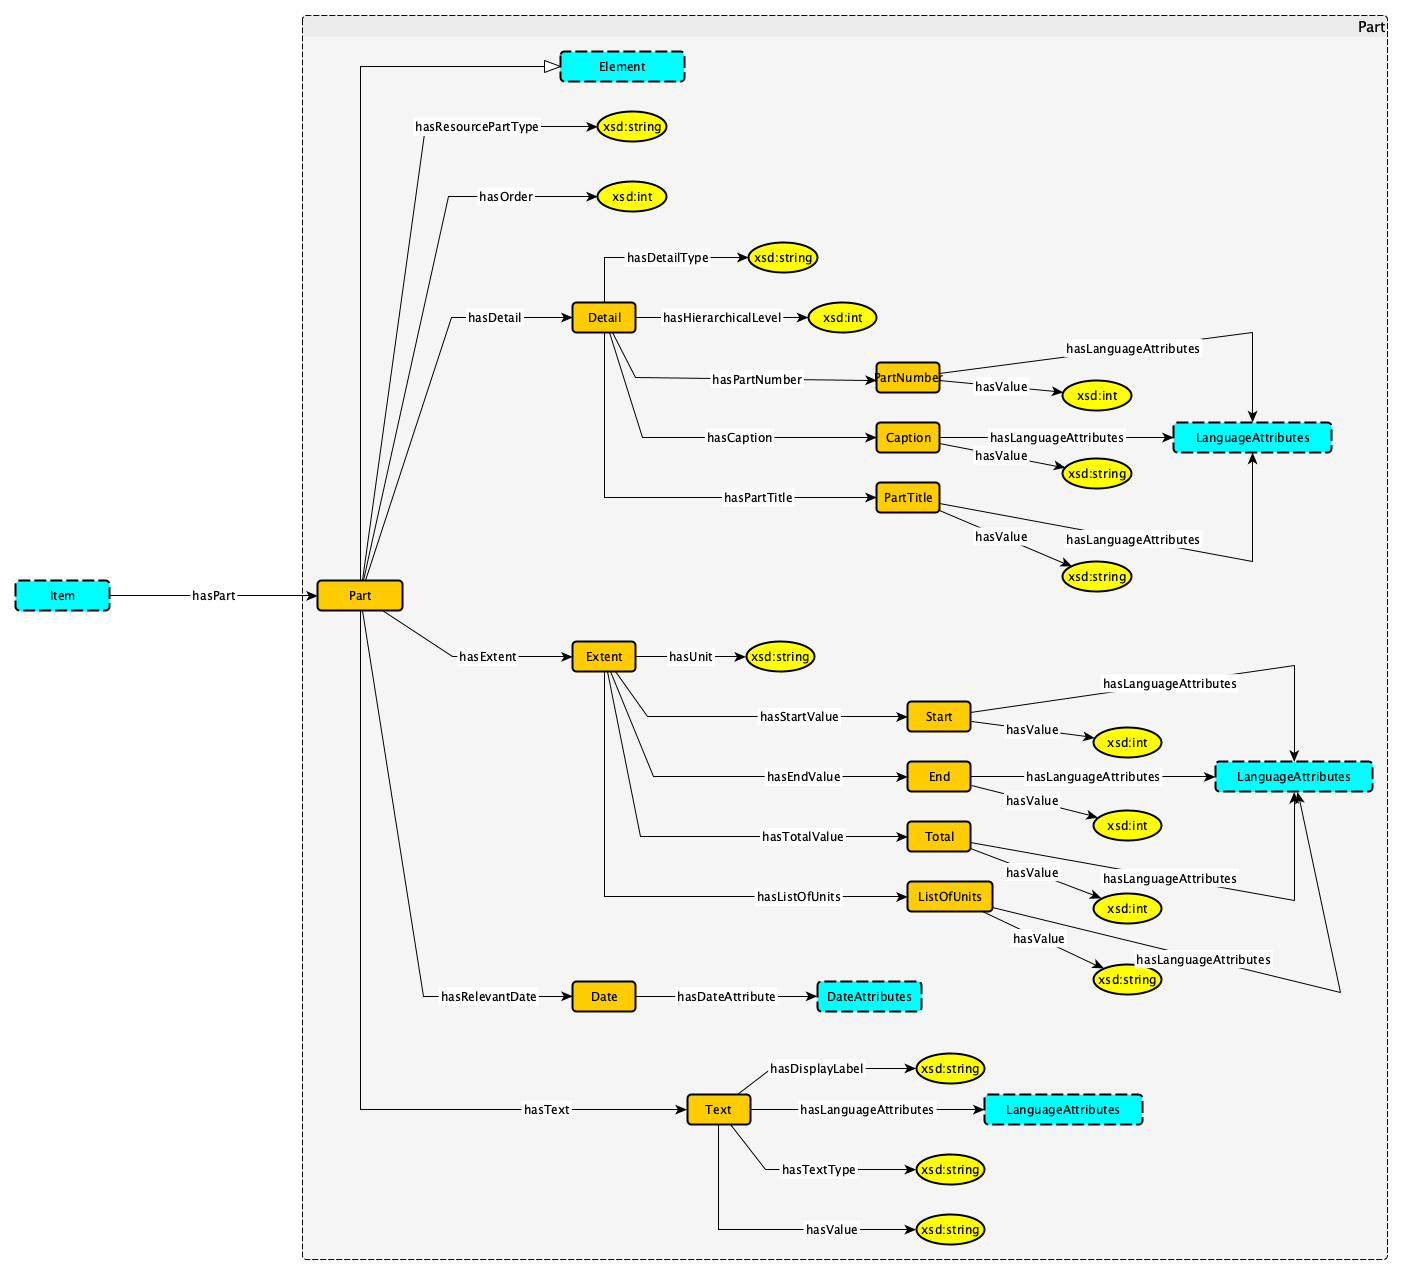 Part
Element
hasResourcePartType
xsd:string
hasOrder
xsd:int
hasDetailType
xsd:string
hasDetail
Detail
hasHierarchicalLevel
xsd:int
hasLanguageAttributes
hasPartNumber
PartNumber
hasValue
xsd:int
hasCaption
Caption
hasLanguageAttributes
LanguageAttributes
hasValue
xsd:string
hasPartTitle
PartTitle
hasValue
hasLanguageAttributes
xsd:string
Item
hasPart
Part
hasExtent
Extent
hasUnit
xsd:string
hasLanguageAttributes
hasStartValue
Start
hasValue
xsd:int
hasEndValue
End
hasLanguageAttributes
LanguageAttributes
hasValue
xsd:int
hasTotalValue
Total
hasValue
hasLanguageAttributes
xsd:int
hasListOfUnits
ListOfUnits
hasValue
hasLanguageAttributes
xsd:string
hasRelevantDate
Date
hasDateAttribute
DateAttributes
hasDisplayLabel
xsd:string
hasText
Text
hasLanguageAttributes
LanguageAttributes
hasTextType
xsd:string
hasValue
xsd:string